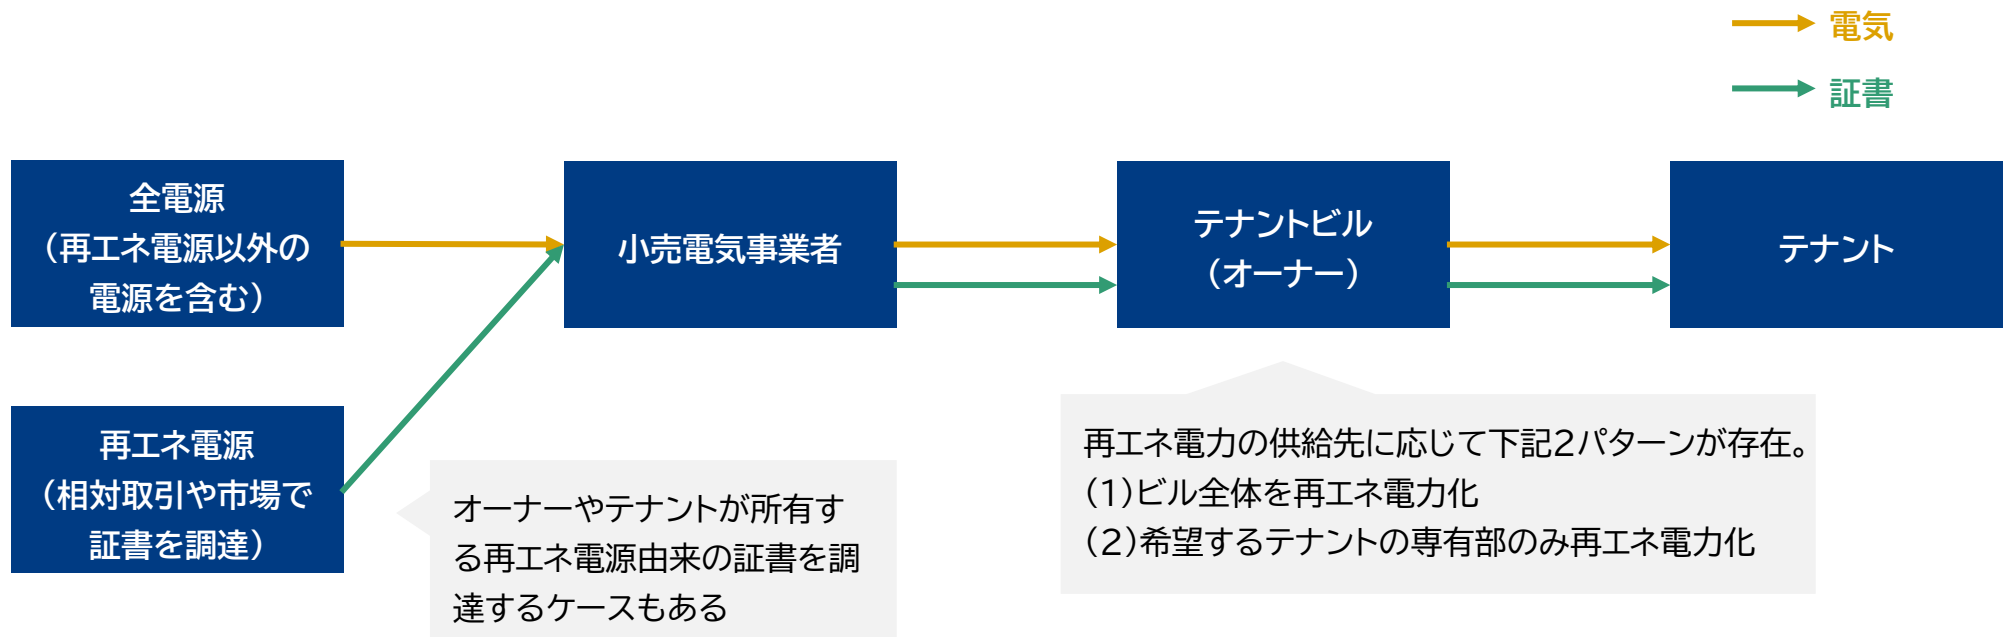 電気
証書
全電源
（再エネ電源以外の
電源を含む）
小売電気事業者
テナントビル
（オーナー）
テナント
再エネ電源
（相対取引や市場で
証書を調達）
オーナーやテナントが所有す
る再エネ電源由来の証書を調
達するケースもある
再エネ電力の供給先に応じて下記2パターンが存在。
（1）ビル全体を再エネ電力化
（2）希望するテナントの専有部のみ再エネ電力化